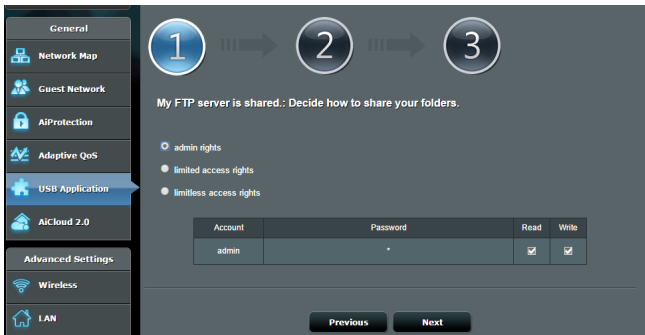 General
Network Map
Guest Network
AiProtection
Adaptive QoS
USB Application
AiCloud 2.0
Advanced Settings
Wireless
LAN
1 2 3
My FTP server is shared.: Decide how to share your folders.
admin rights
limited access rights
limitless access rights
Account Password Read Write
admin *
Previous Next